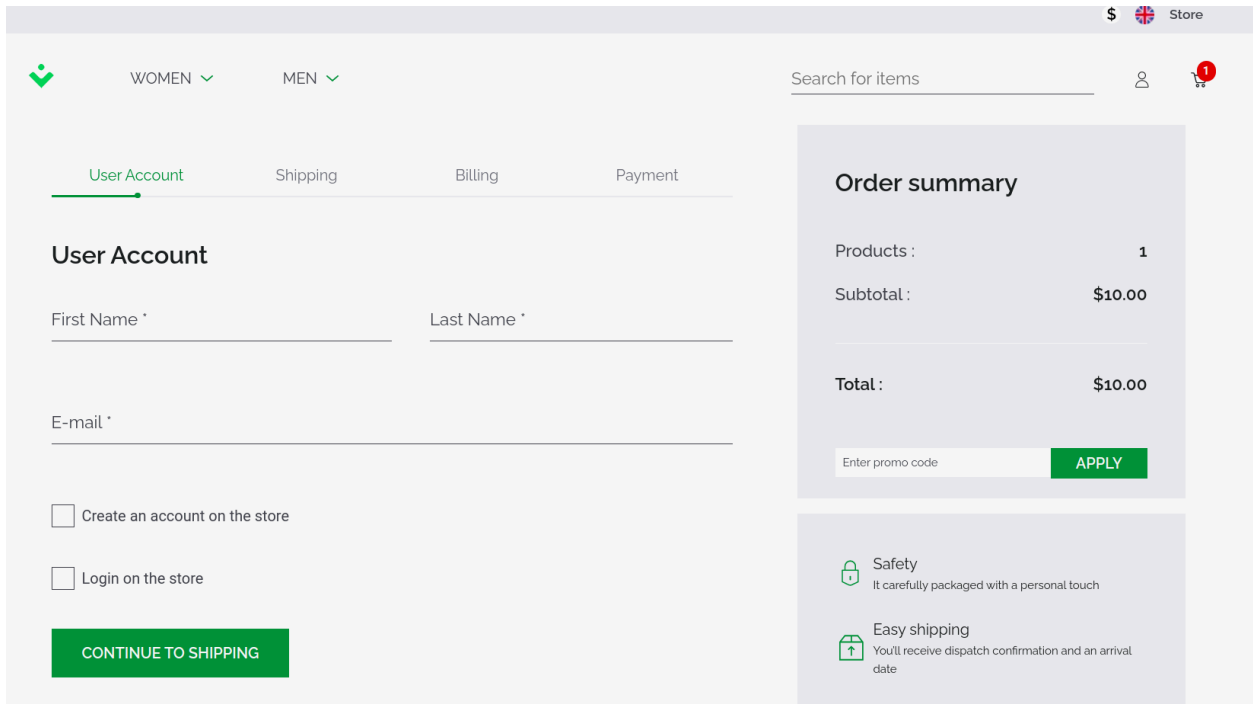 $ Store
WOMEN MEN Search for items 1
User Account Shipping Billing Payment
User Account
First Name * Last Name *
E-mail *
Create an account on the store
Login on the store
CONTINUE TO SHIPPING
Order summary
Products : 1
Subtotal : $10.00
Total : $10.00
Enter promo code APPLY
Safety
It carefully packaged with a personal touch
Easy shipping
You'll receive dispatch confirmation and an arrival
date